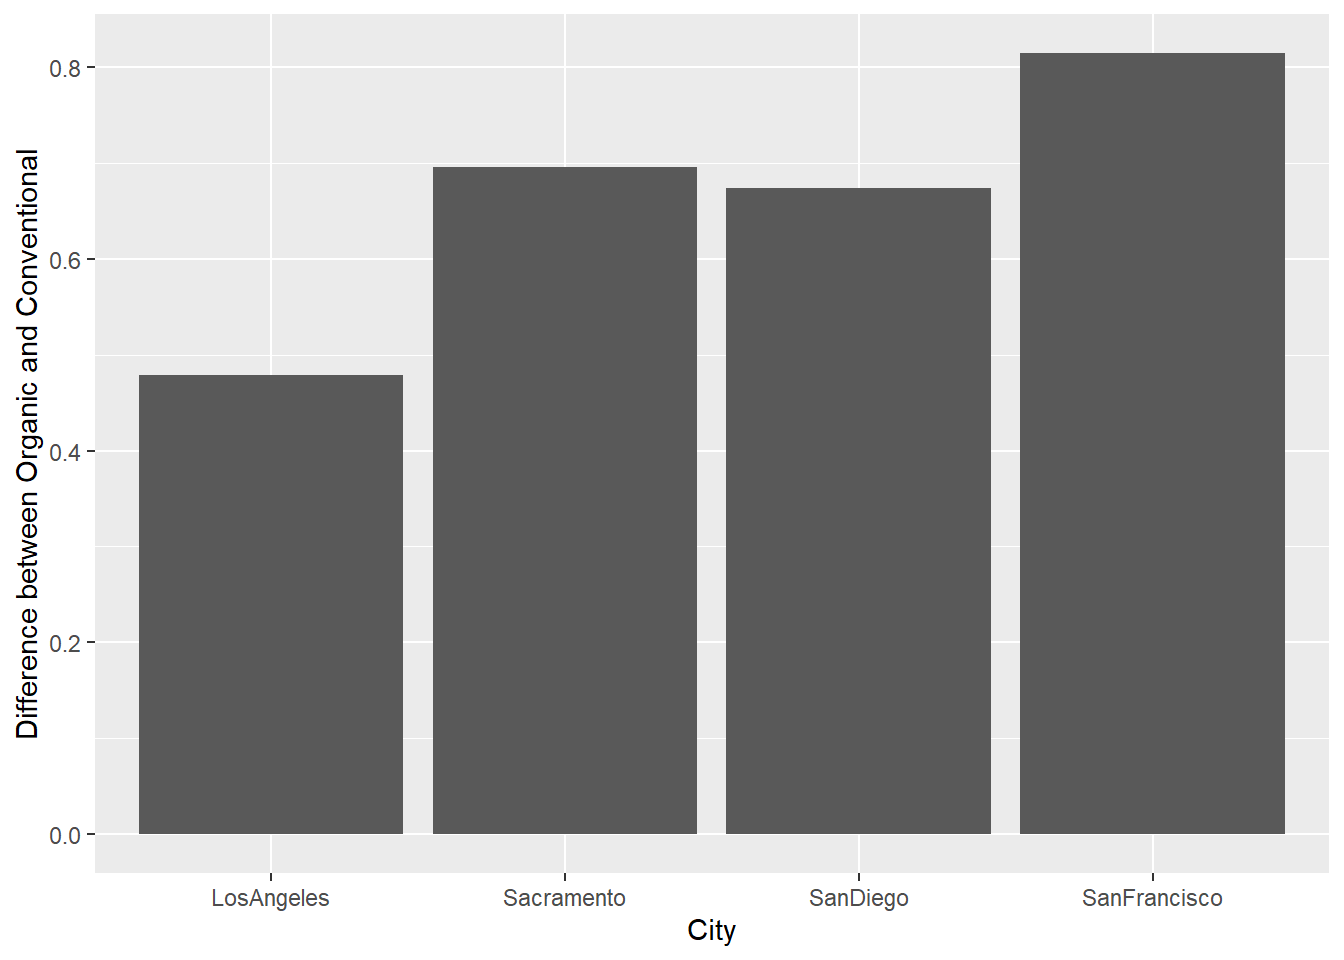 Difference between Organic and Conventional
0.8
0.6
0.4
0.2
0.0
LosAngeles
Sacramento
SanDiego
SanFrancisco
City